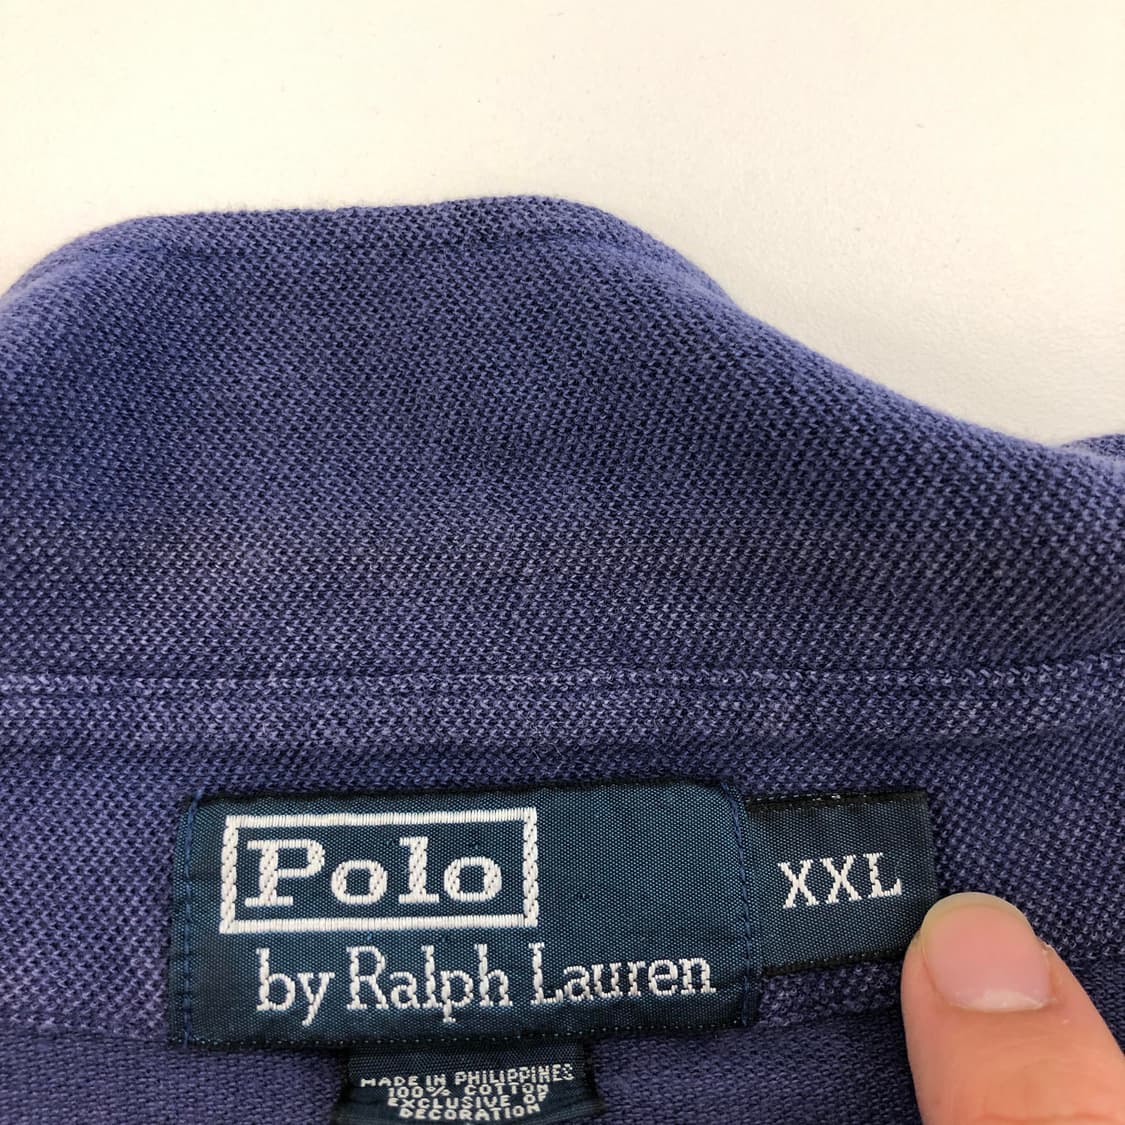 Polo
by Ralph Lauren
XXL
MADE IN PHILIPPINES
100% COTTON
EXCLUSIVE OF
DECORATION